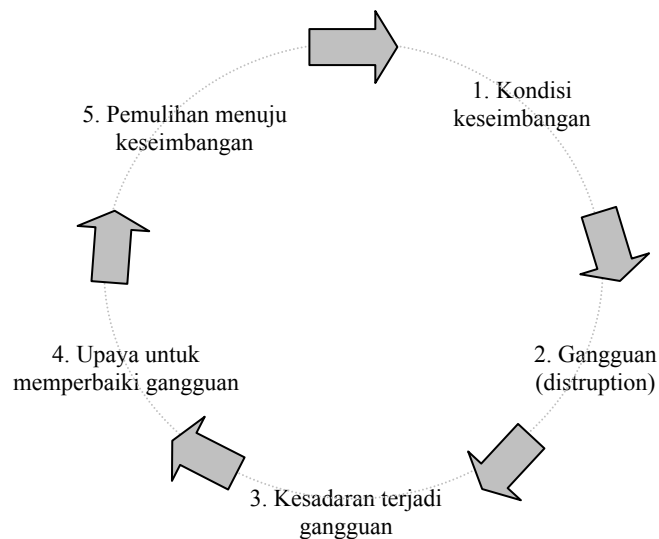 1. Kondisi
keseimbangan
2. Gangguan
(distruption)
3. Kesadaran terjadi
gangguan
4. Upaya untuk
memperbaiki gangguan
5. Pemulihan menuju
keseimbangan